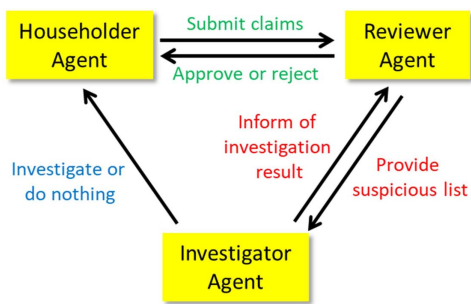 Householder
Agent
Submit claims
Approve or reject
Reviewer
Agent
Investigate or
do nothing
Inform of
investigation
result
Provide
suspicious list
Investigator
Agent